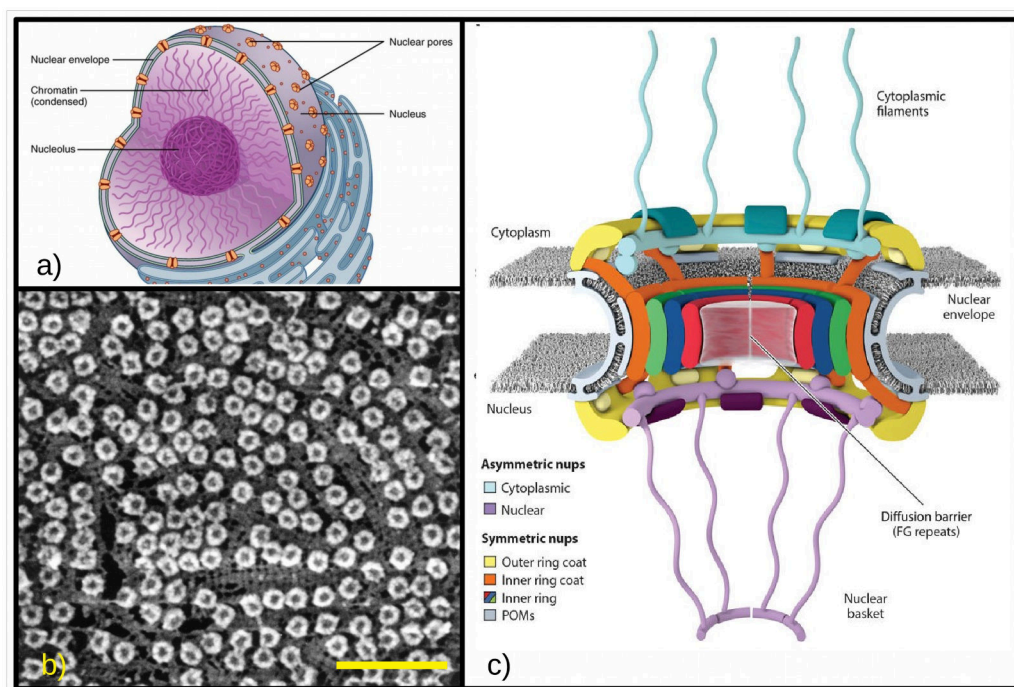 Nuclear envelope
Chromatin
(condensed)
Nucleolus
Nuclear pores
Nucleus
a)
b)
Cytoplasmic
filaments
Cytoplasm
Nuclear
envelope
Nucleus
Asymmetric nups
Cytoplasmic
Nuclear
Symmetric nups
Outer ring coat
Inner ring coat
Inner ring
POMs
Diffusion barrier
(FG repeats)
Nuclear
basket
c)